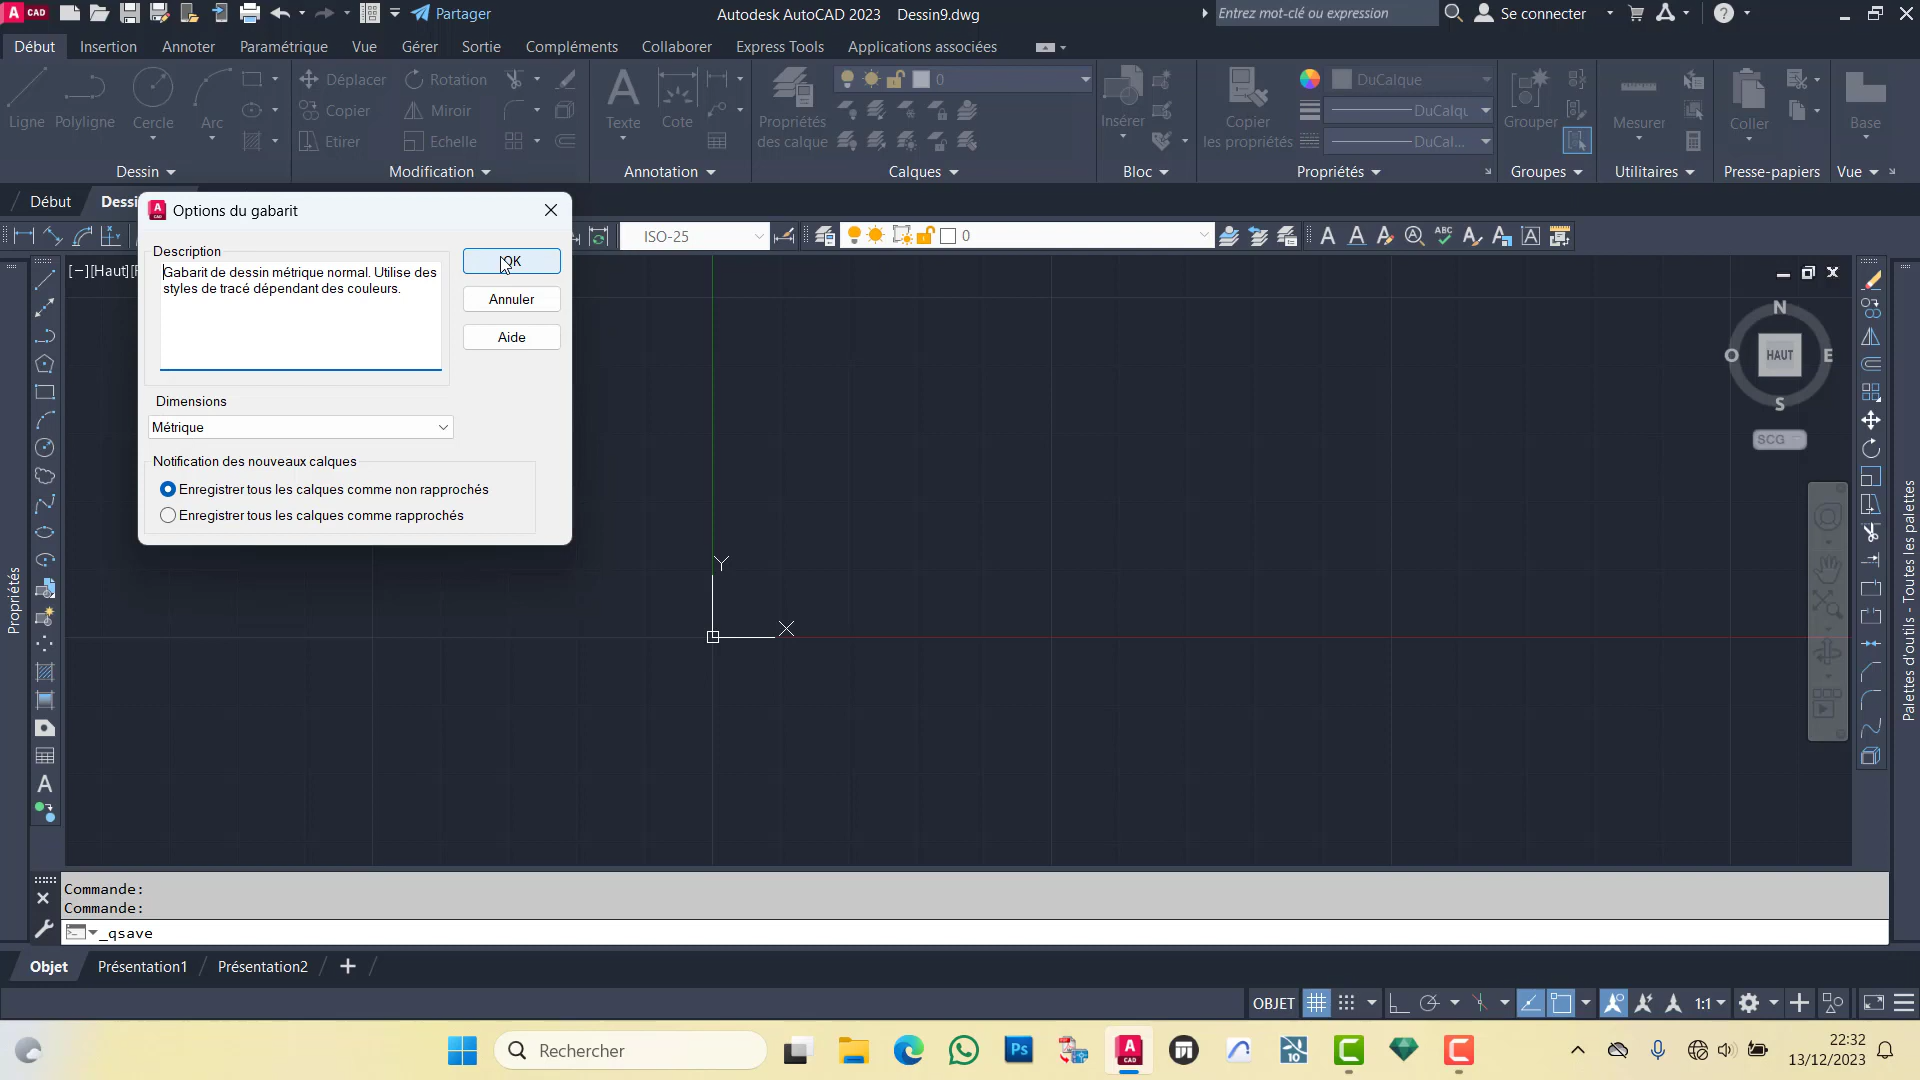 CAD
Partager
Autodesk AutoCAD 2023 Dessin9.dwg
Entrez mot-clé ou expression
Se connecter
Début Insertion Annoter Paramétrique Vue Gérer Sortie Compléments Collaborer Express Tools Applications associées
Ligne Polyligne Cercle Arc
Déplacer Rotation
Copier Miroir
Etirer Echelle
Texte Cote
Propriétés des calque
0
Insérer
Copier les propriétés
DuCalque
DuCalqu
DuCal...
Grouper Mesurer Coller Base
Dessin Modification Annotation Calques Bloc Propriétés Groupes Utilitaires Presse-papiers Vue
Début Dessi
ISO-25
0
[−][Haut]
Options du gabarit
Description
Gabarit de dessin métrique normal. Utilise des
styles de tracé dépendant des couleurs.
OK
Annuler
Aide
Dimensions
Métrique
Notification des nouveaux calques
Enregistrer tous les calques comme non rapprochés
Enregistrer tous les calques comme rapprochés
N
O HAUT E
S
SCG
Y
X
Propriétés
Palettes d'outils - Toutes les palettes
Commande:
Commande:
_qsave
Objet Présentation1 Présentation2
OBJET
1:1
Rechercher
22:32
13/12/2023